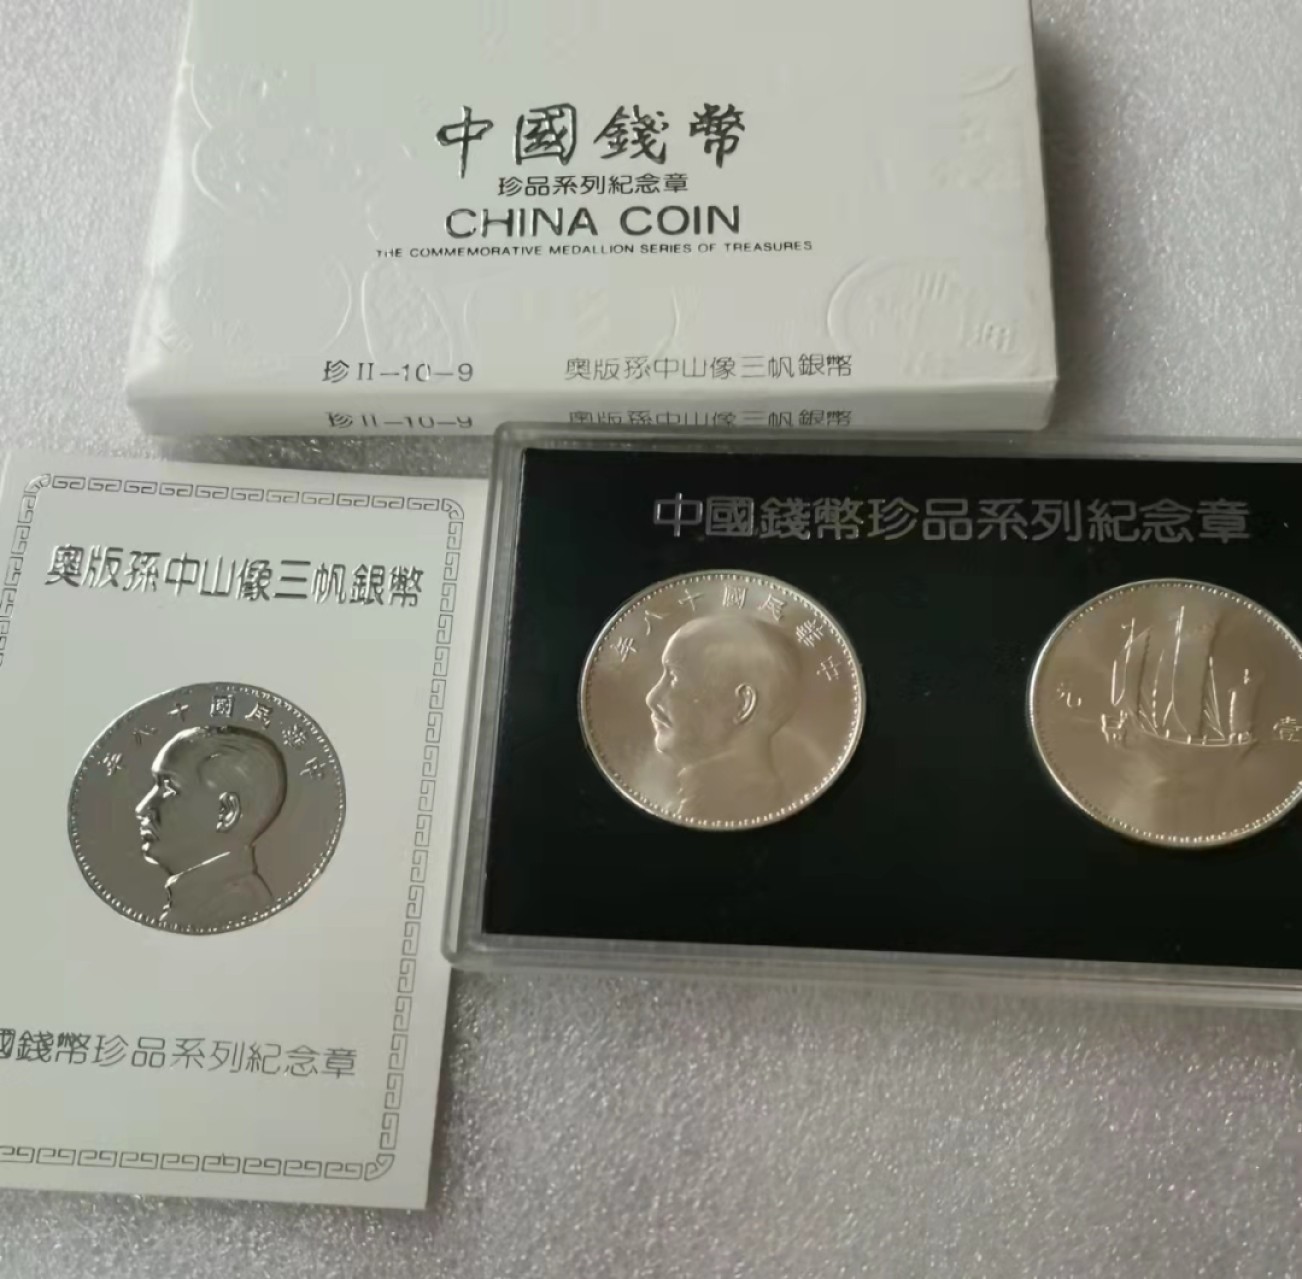 中國錢幣
珍品系列紀念章
CHINA COIN
THE COMMEMORATIVE MEDALLION SERIES OF TREASURES
珍II—10—9 奧版孫中山像三帆銀幣
珍II—10—9 奧版孫中山像三帆銀幣
奧版孫中山像三帆銀幣
年八十國民華中
國錢幣珍品系列紀念章
中國錢幣珍品系列紀念章
年八十國民華中
元 壹